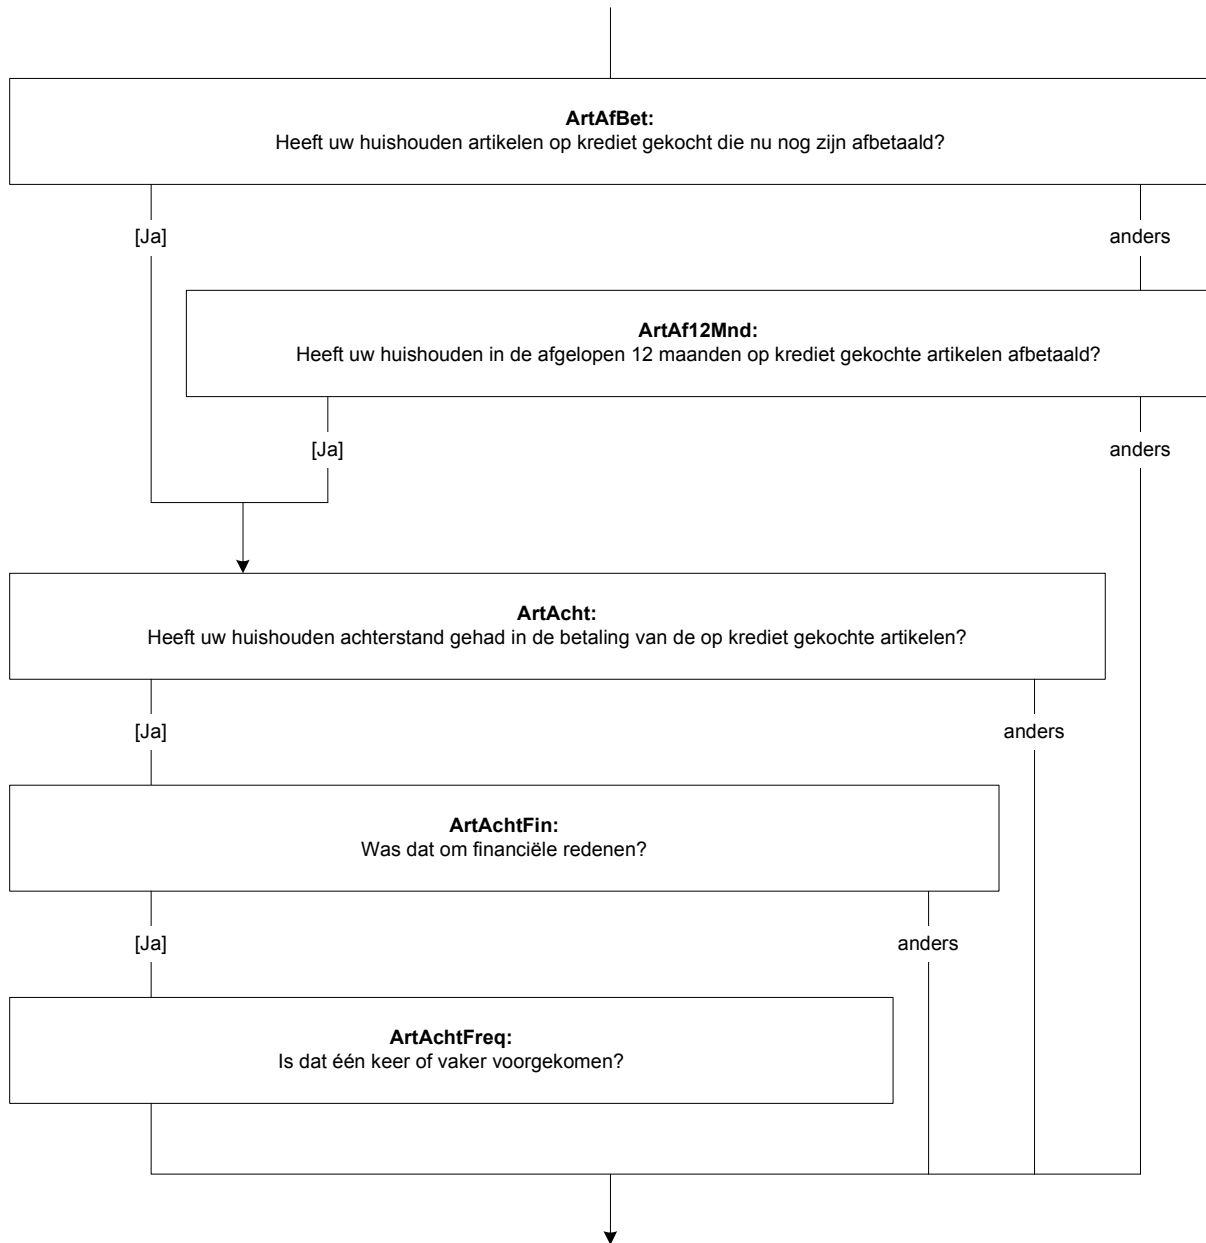 ArtAfBet:
Heeft uw huishouden artikelen op krediet gekocht die nu nog zijn afbetaald?
[Ja]
anders
ArtAf12Mnd:
Heeft uw huishouden in de afgelopen 12 maanden op krediet gekochte artikelen afbetaald?
[Ja]
anders
ArtAcht:
Heeft uw huishouden achterstand gehad in de betaling van de op krediet gekochte artikelen?
[Ja]
anders
ArtAchtFin:
Was dat om financiële redenen?
[Ja]
anders
ArtAchtFreq:
Is dat één keer of vaker voorgekomen?